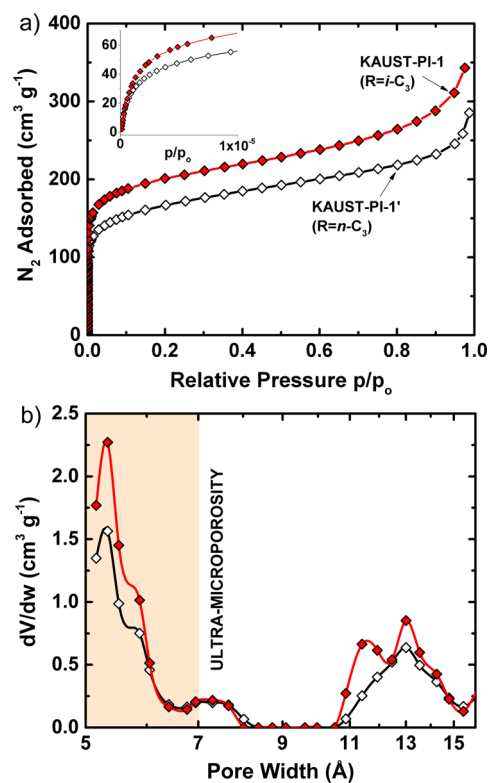 a)
60
40
20
0
p/pₒ
1x10⁻⁵
KAUST-PI-1
(R=i-C₃)
KAUST-PI-1'
(R=n-C₃)
400
300
200
100
0
N₂ Adsorbed (cm³ g⁻¹)
0.0 0.2 0.4 0.6 0.8 1.0
Relative Pressure p/pₒ
b)
2.5
2.0
1.5
1.0
0.5
0.0
dV/dw (cm³ g⁻¹)
ULTRA-MICROPOROSITY
5 7 9 11 13 15
Pore Width (Å)